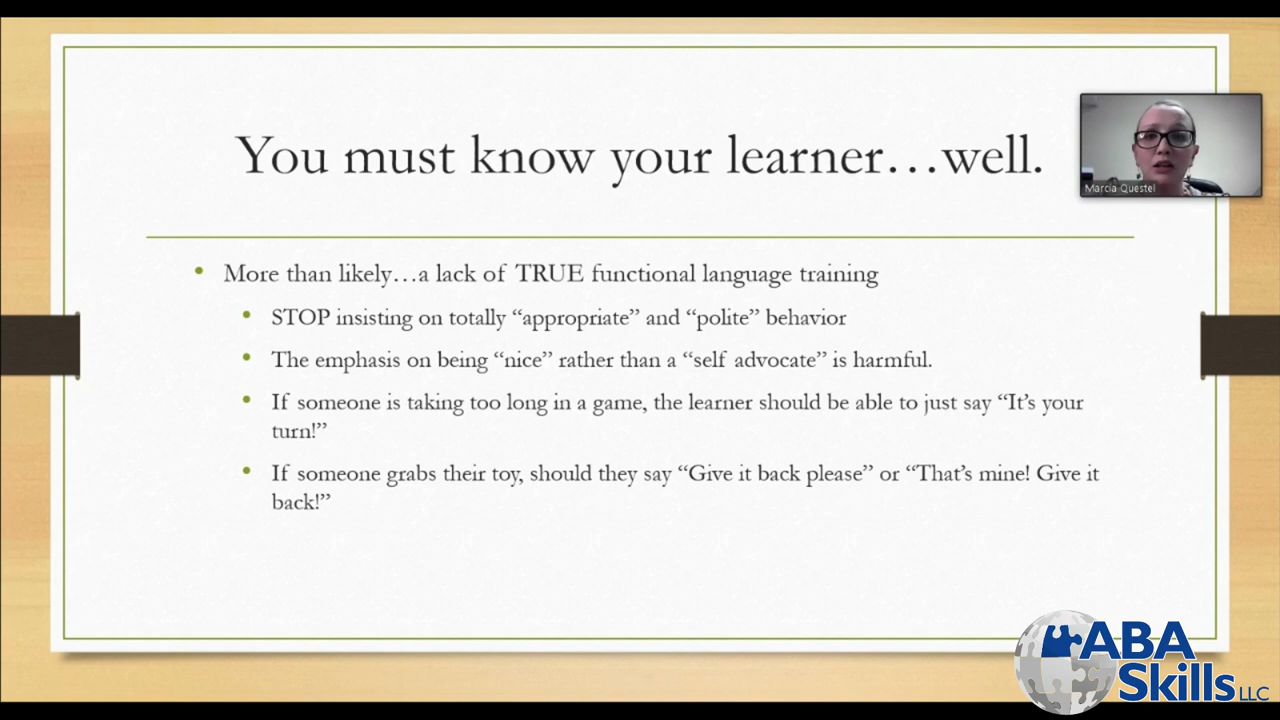 You must know your learner…well.
Marcia Questel
• More than likely…a lack of TRUE functional language training
• STOP insisting on totally “appropriate” and “polite” behavior
• The emphasis on being “nice” rather than a “self advocate” is harmful.
• If someone is taking too long in a game, the learner should be able to just say “It’s your
turn!”
• If someone grabs their toy, should they say “Give it back please” or “That’s mine! Give it
back!”
ABA
Skills LLC